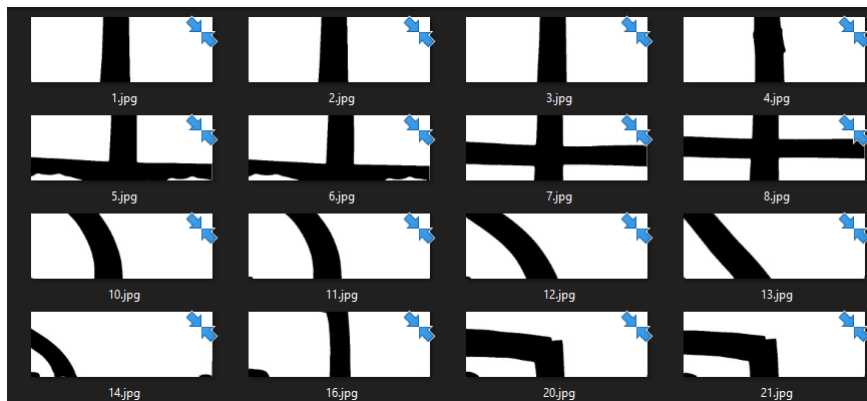 1.jpg 2.jpg 3.jpg 4.jpg
5.jpg 6.jpg 7.jpg 8.jpg
10.jpg 11.jpg 12.jpg 13.jpg
14.jpg 16.jpg 20.jpg 21.jpg